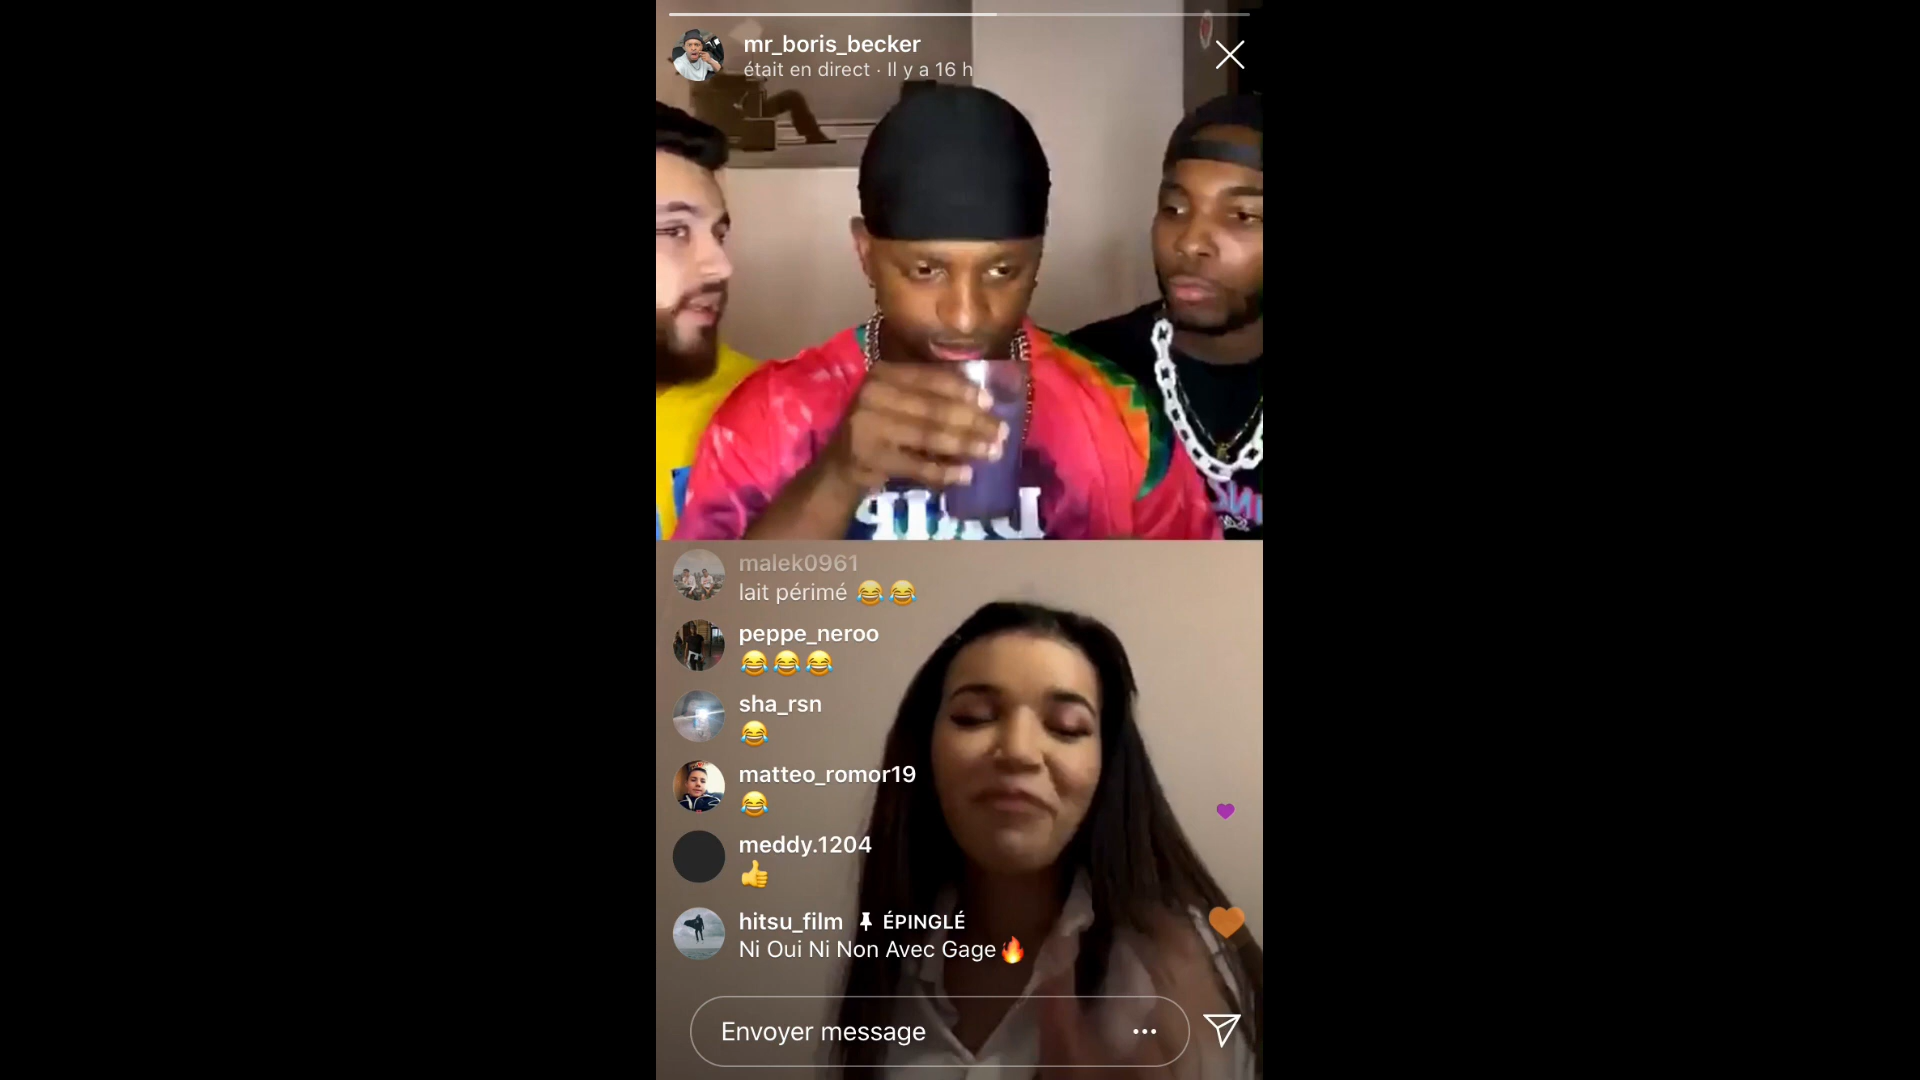 mr_boris_becker
était en direct · Il y a 16 h
malek0961
lait périmé 😂😂
peppe_neroo
😂😂😂
sha_rsn
😂
matteo_romor19
😂
meddy.1204
👍
hitsu_film ÉPINGLÉ
Ni Oui Ni Non Avec Gage🔥
Envoyer message